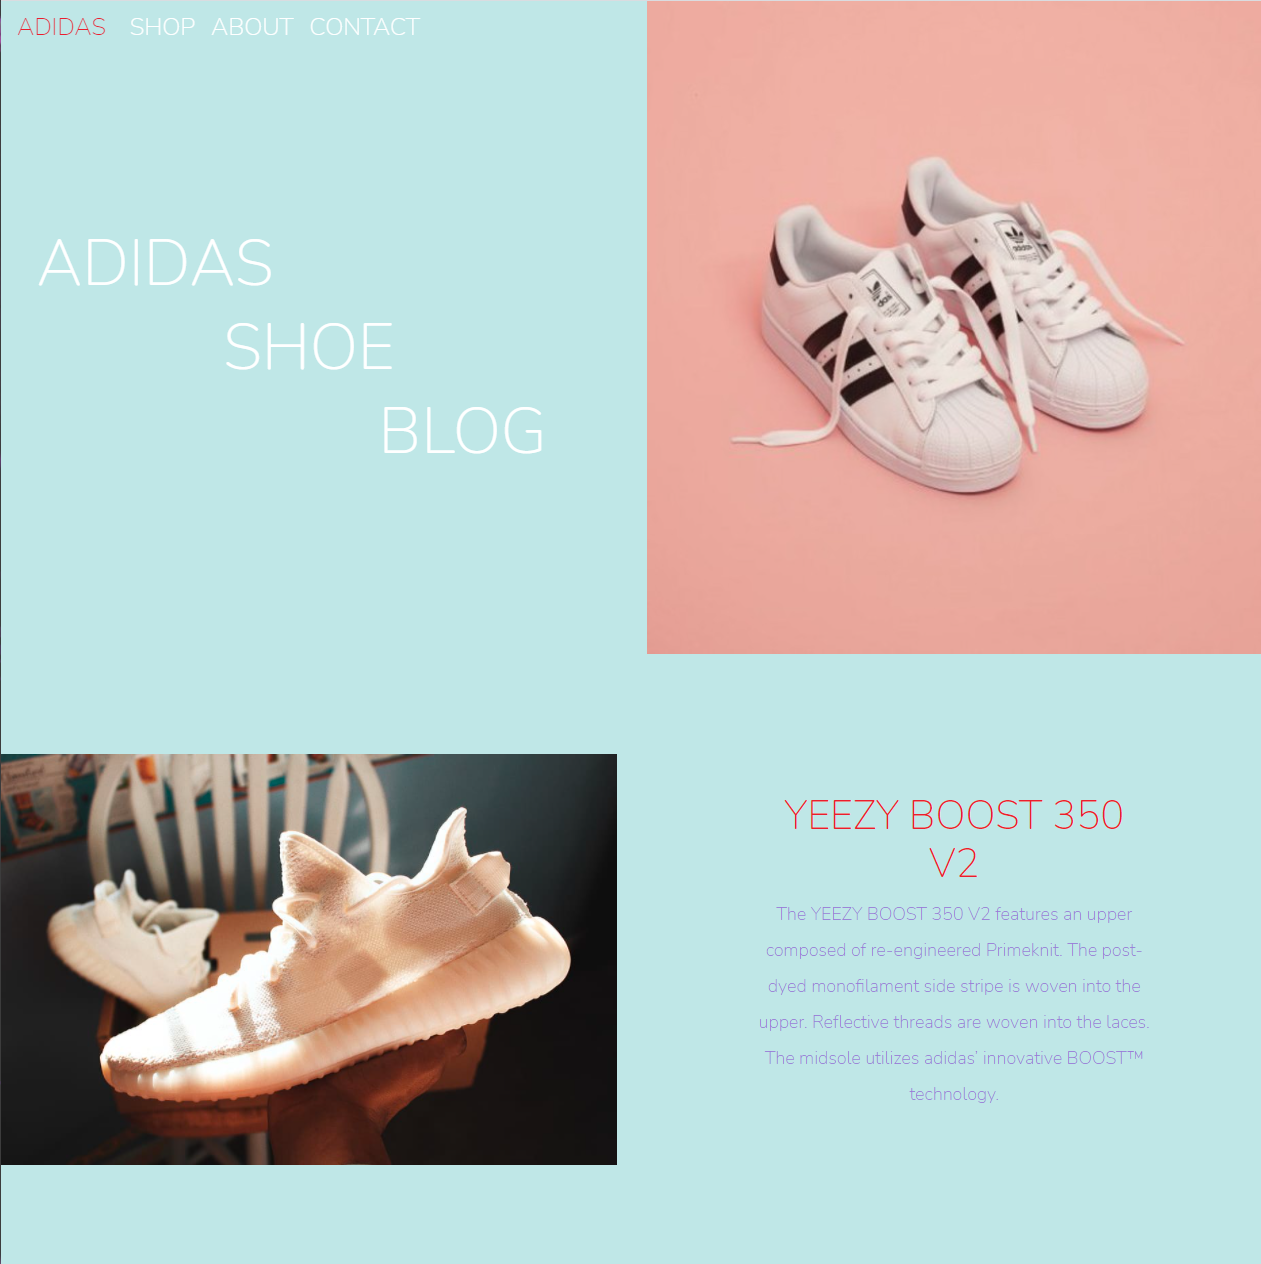 ADIDAS SHOP ABOUT CONTACT
ADIDAS
SHOE
BLOG
adidas
YEEZY BOOST 350
V2
The YEEZY BOOST 350 V2 features an upper
composed of re-engineered Primeknit. The post-
dyed monofilament side stripe is woven into the
upper. Reflective threads are woven into the laces.
The midsole utilizes adidas’ innovative BOOST™
technology.